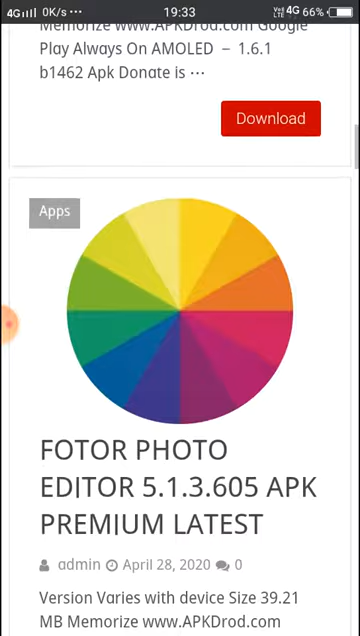 4G 0K/s ··· 19:33 VoLTE 4G 66%
Memorize www.APKDrod.com Google
Play Always On AMOLED – 1.6.1
b1462 Apk Donate is ···
Download
Apps
FOTOR PHOTO
EDITOR 5.1.3.605 APK
PREMIUM LATEST
admin April 28, 2020 0
Version Varies with device Size 39.21
MB Memorize www.APKDrod.com